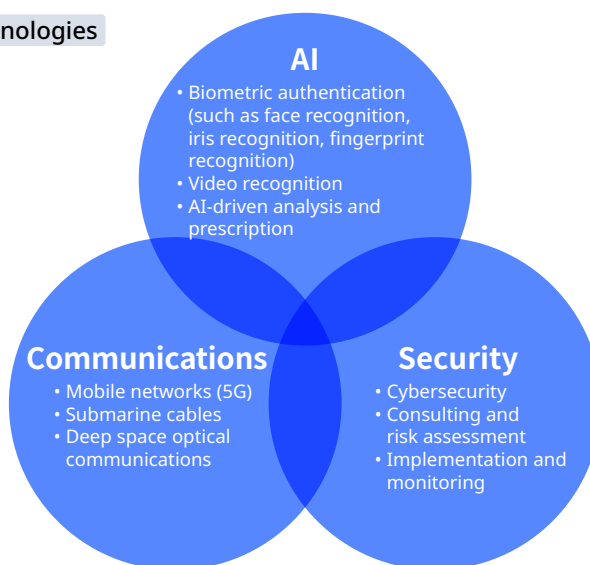 nologies
AI
• Biometric authentication
(such as face recognition,
iris recognition, fingerprint
recognition)
• Video recognition
• AI-driven analysis and
prescription
Communications
• Mobile networks (5G)
• Submarine cables
• Deep space optical
communications
Security
• Cybersecurity
• Consulting and
risk assessment
• Implementation and
monitoring